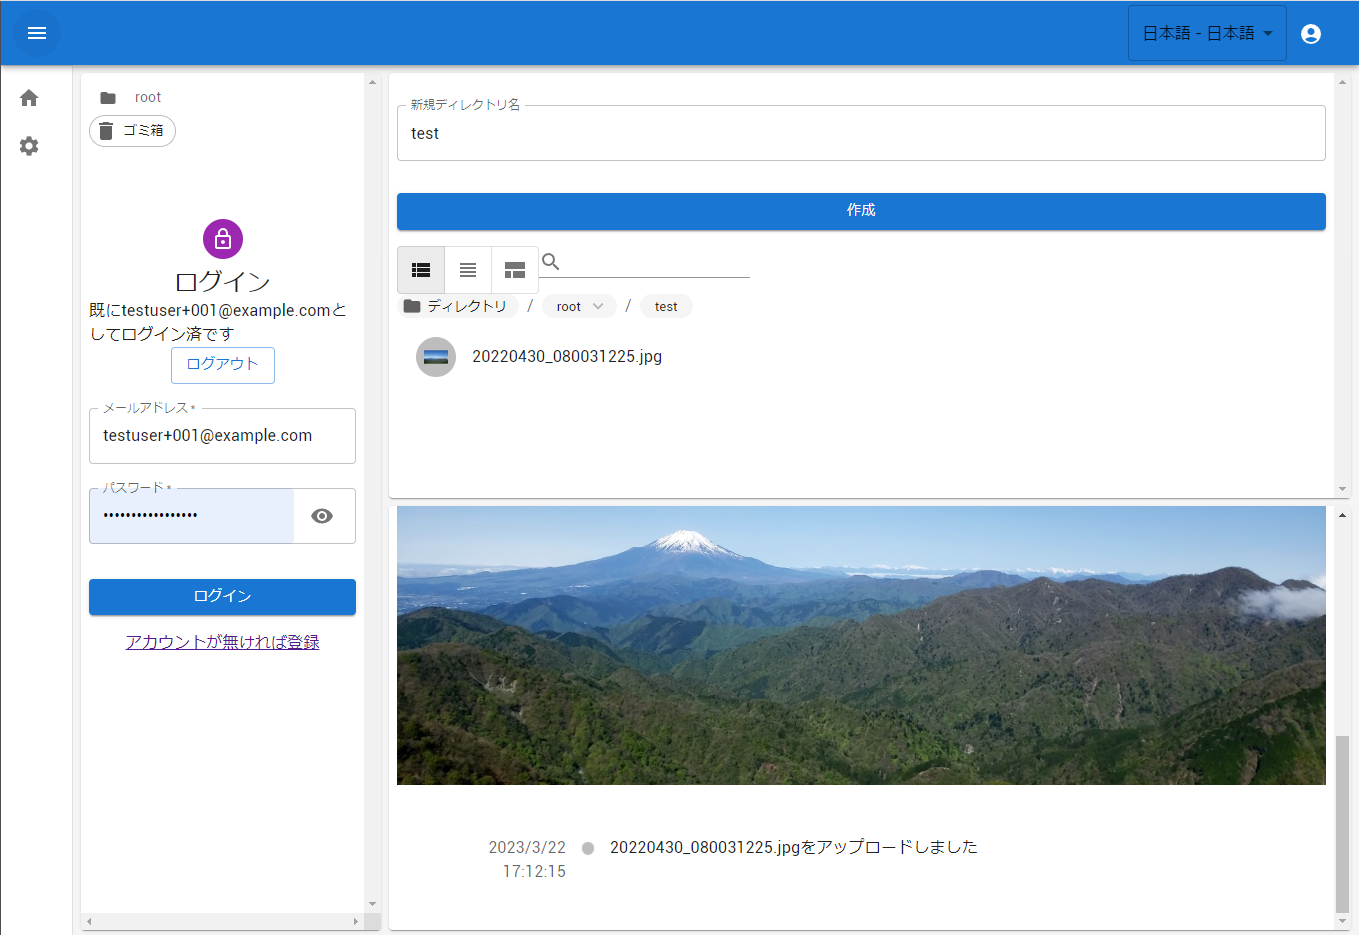 日本語 - 日本語
root
ゴミ箱
ログイン
既にtestuser+001@example.comと
してログイン済です
ログアウト
メールアドレス *
testuser+001@example.com
パスワード *
•••••••••••••••••
ログイン
アカウントが無ければ登録
新規ディレクトリ名
test
作成
ディレクトリ / root / test
20220430_080031225.jpg
2023/3/22
17:12:15
20220430_080031225.jpgをアップロードしました